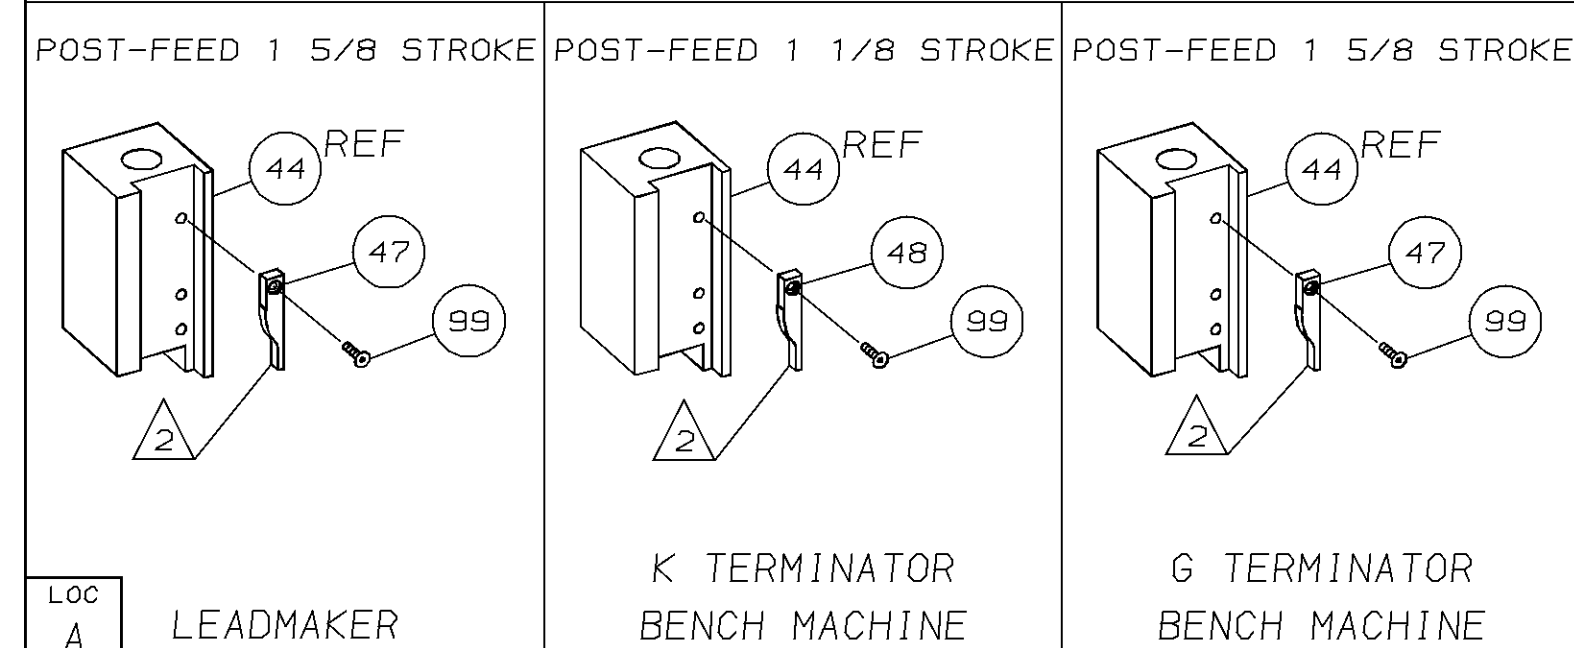 POST-FEED 1 5/8 STROKE
44 REF
47
99
2
LOC
A
LEADMAKER
POST-FEED 1 1/8 STROKE
44 REF
48
99
2
K TERMINATOR
BENCH MACHINE
POST-FEED 1 5/8 STROKE
44 REF
47
99
2
G TERMINATOR
BENCH MACHINE